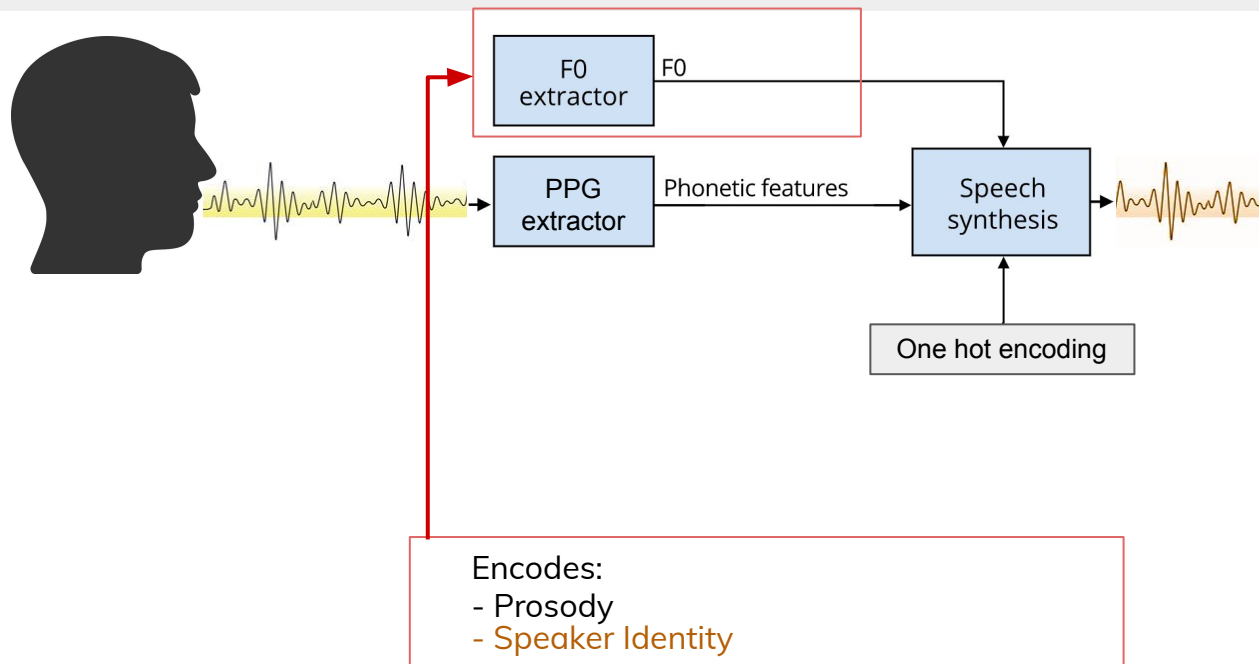 F0
extractor
F0
PPG
extractor
Phonetic features
Speech
synthesis
One hot encoding
Encodes:
- Prosody
- Speaker Identity